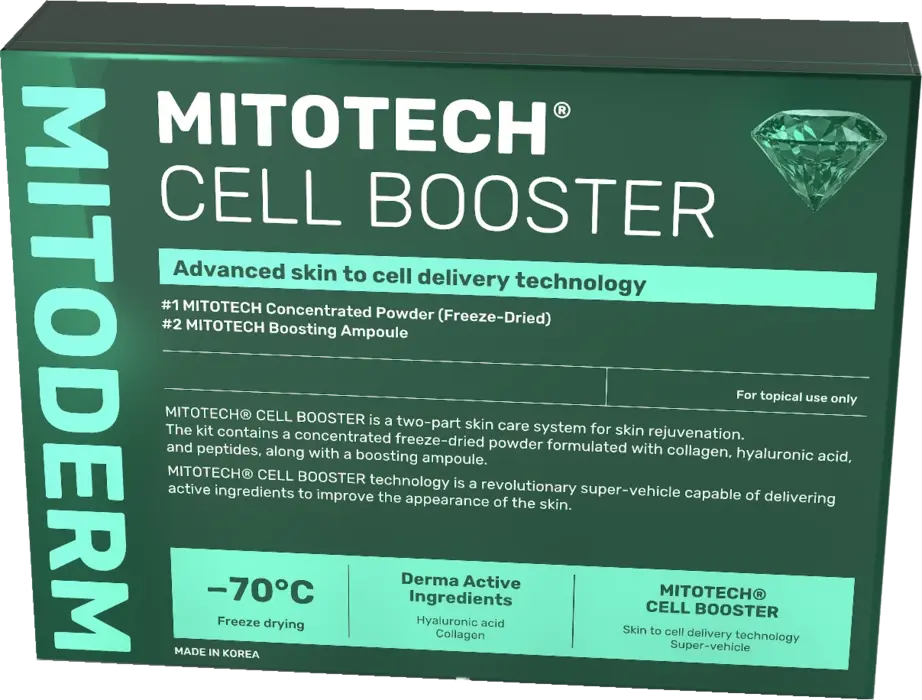 MITODERM
MITOTECH®
CELL BOOSTER
Advanced skin to cell delivery technology
#1 MITOTECH Concentrated Powder (Freeze-Dried)
#2 MITOTECH Boosting Ampoule
For topical use only
MITOTECH® CELL BOOSTER is a two-part skin care system for skin rejuvenation.
The kit contains a concentrated freeze-dried powder formulated with collagen, hyaluronic acid,
and peptides, along with a boosting ampoule.
MITOTECH® CELL BOOSTER technology is a revolutionary super-vehicle capable of delivering
active ingredients to improve the appearance of the skin.
–70°C
Freeze drying
Derma Active
Ingredients
Hyaluronic acid
Collagen
MITOTECH®
CELL BOOSTER
Skin to cell delivery technology
Super-vehicle
MADE IN KOREA